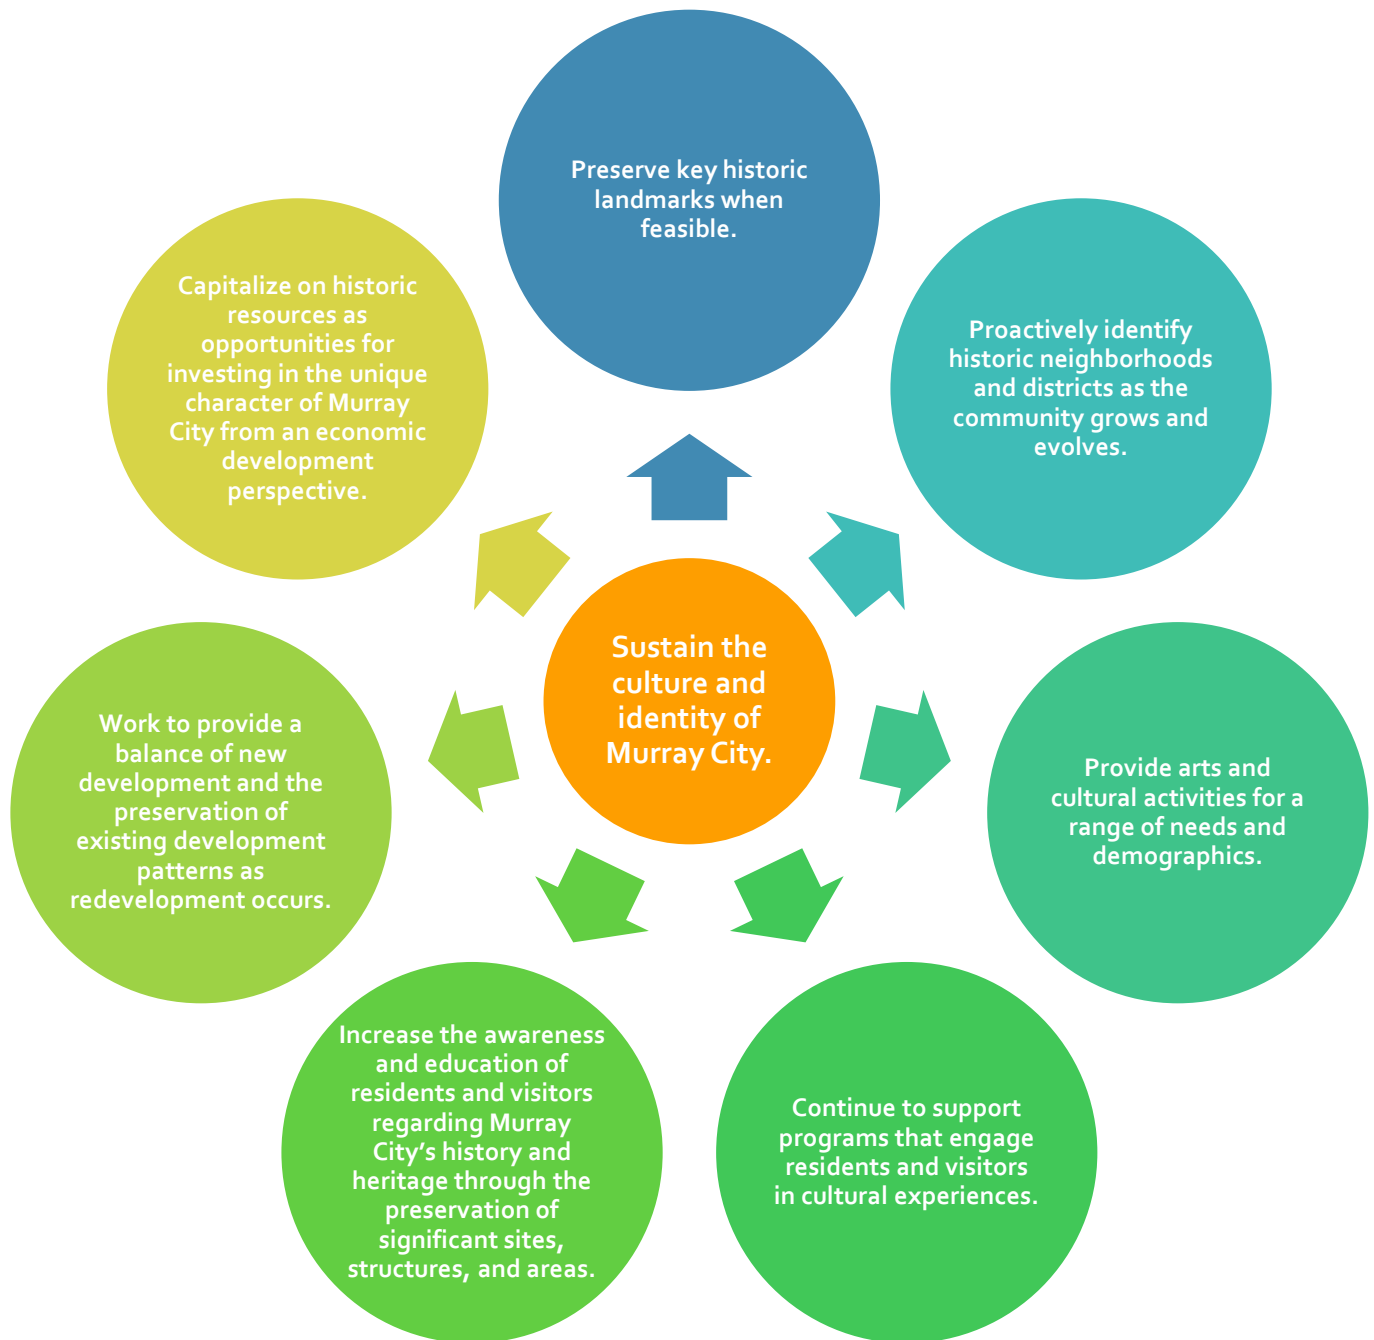 Preserve key historic
landmarks when
feasible.
Proactively identify
historic neighborhoods
and districts as the
community grows and
evolves.
Provide arts and
cultural activities for a
range of needs and
demographics.
Continue to support
programs that engage
residents and visitors
in cultural experiences.
Increase the awareness
and education of
residents and visitors
regarding Murray
City’s history and
heritage through the
preservation of
significant sites,
structures, and areas.
Work to provide a
balance of new
development and the
preservation of
existing development
patterns as
redevelopment occurs.
Capitalize on historic
resources as
opportunities for
investing in the unique
character of Murray
City from an economic
development
perspective.
Sustain the
culture and
identity of
Murray City.